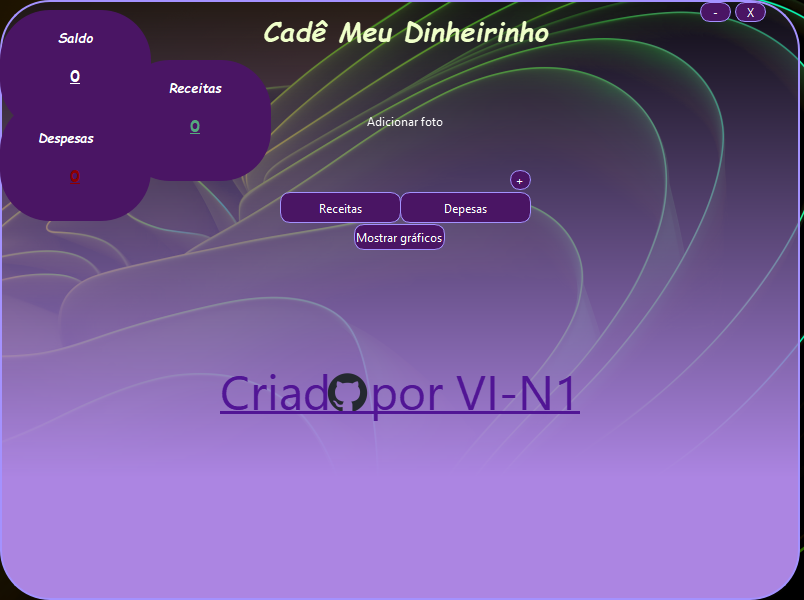 Cadê Meu Dinheirinho
- X
Saldo
0
Receitas
0
Despesas
0
Adicionar foto
+
Receitas Depesas
Mostrar gráficos
Criad por VI-N1